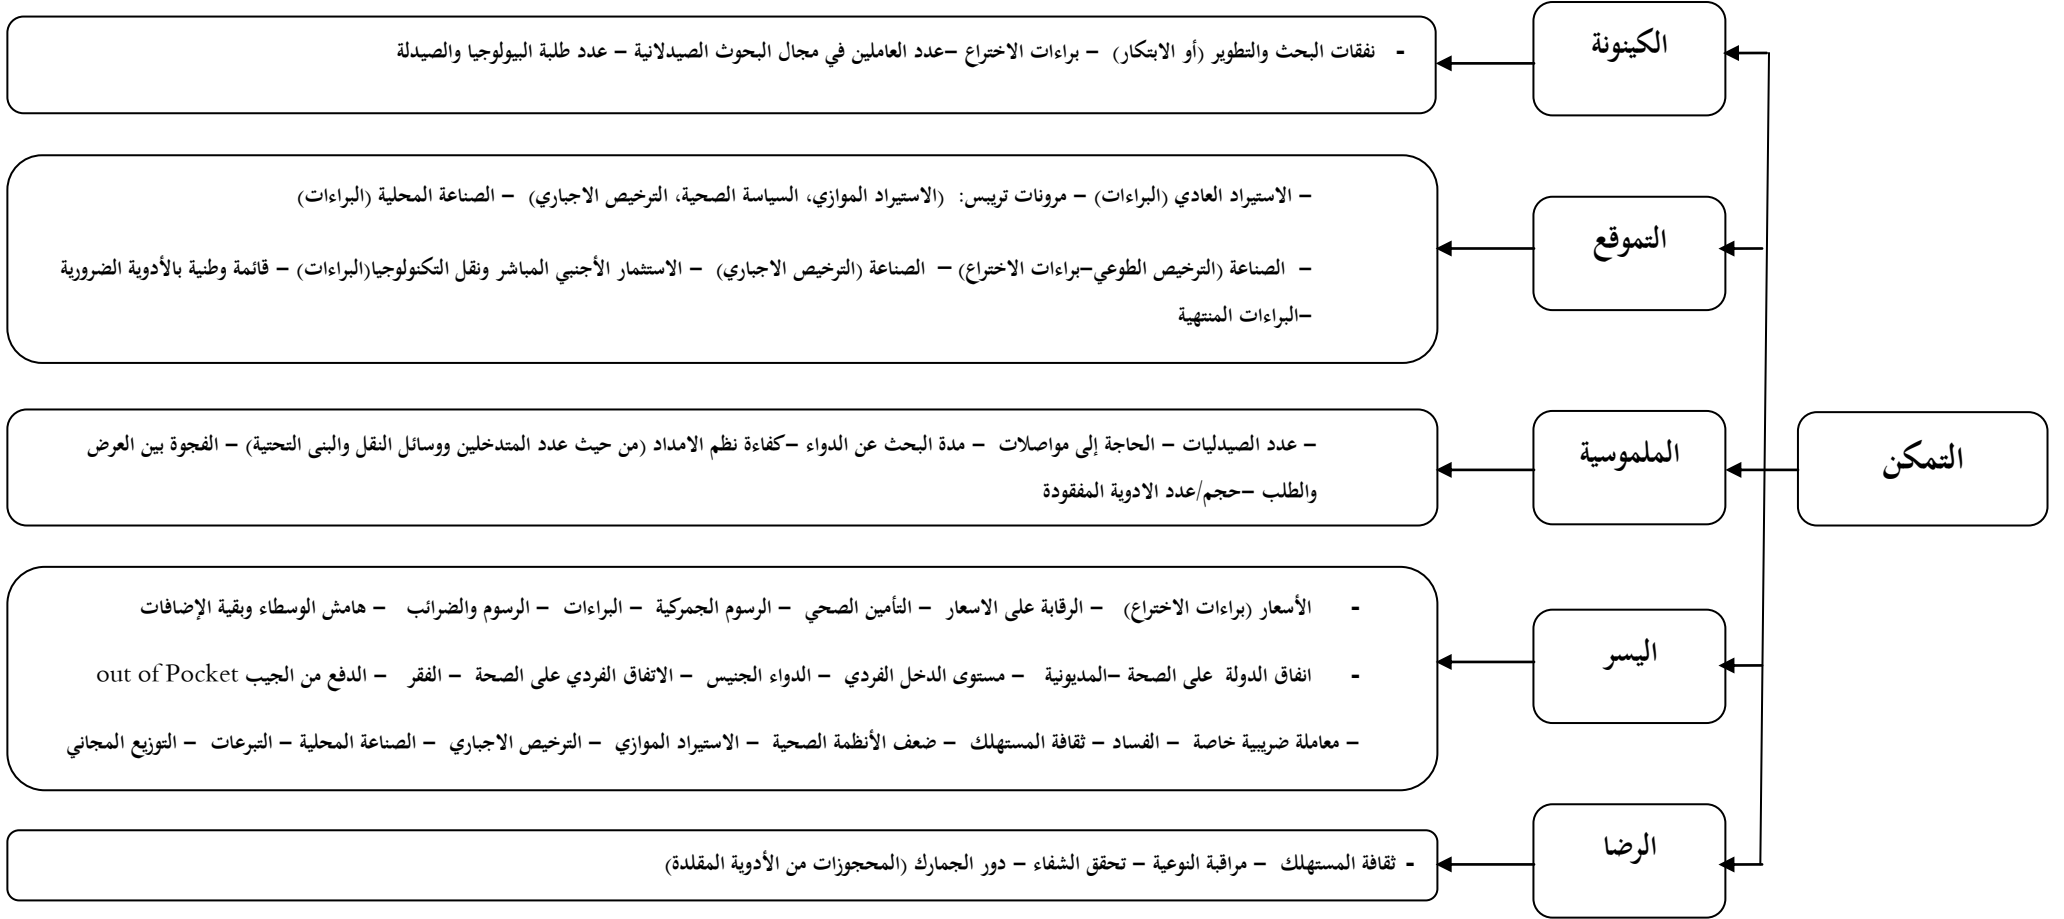 الكينونة
- نفقات البحث والتطوير (أو الابتكار) – براءات الاختراع –عدد العاملين في مجال البحوث الصيدلانية – عدد طلبة البيولوجيا والصيدلة
التموقع
– الاستيراد العادي (البراءات) – مرونات تريبس: (الاستيراد الموازي، السياسة الصحية، الترخيص الاجباري) – الصناعة المحلية (البراءات)
– الصناعة (الترخيص الطوعي–براءات الاختراع) – الصناعة (الترخيص الاجباري) – الاستثمار الأجنبي المباشر ونقل التكنولوجيا(البراءات) – قائمة وطنية بالأدوية الضرورية
–البراءات المنتهية
التمكن
الملموسية
– عدد الصيدليات – الحاجة إلى مواصلات – مدة البحث عن الدواء –كفاءة نظم الامداد (من حيث عدد المتدخلين ووسائل النقل والبنى التحتية) – الفجوة بين العرض
والطلب –حجم/عدد الادوية المفقودة
اليسر
- الأسعار (براءات الاختراع) – الرقابة على الاسعار – التأمين الصحي – الرسوم الجمركية – البراءات – الرسوم والضرائب – هامش الوسطاء وبقية الإضافات
- انفاق الدولة على الصحة –المديونية – مستوى الدخل الفردي – الدواء الجنيس – الاتفاق الفردي على الصحة – الفقر – الدفع من الجيب out of Pocket
– معاملة ضريبية خاصة – الفساد – ثقافة المستهلك – ضعف الأنظمة الصحية – الاستيراد الموازي – الترخيص الاجباري – الصناعة المحلية – التبرعات – التوزيع المجاني
الرضا
- ثقافة المستهلك – مراقبة النوعية – تحقق الشفاء – دور الجمارك (المحجوزات من الأدوية المقلدة)